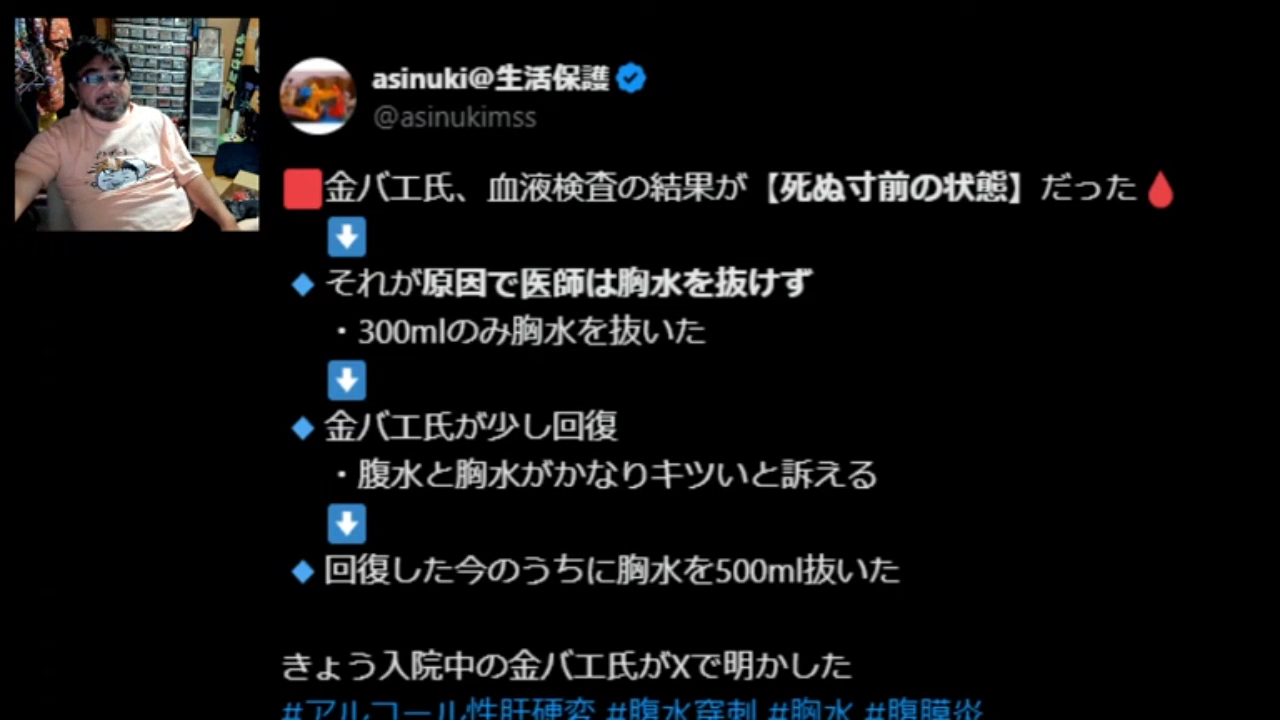 asinuki@生活保護
@asinukimss
🟥金バエ氏、血液検査の結果が【死ぬ寸前の状態】だった🩸
⬇️
🔹それが原因で医師は胸水を抜けず
・300mlのみ胸水を抜いた
⬇️
🔹金バエ氏が少し回復
・腹水と胸水がかなりキツいと訴える
⬇️
🔹回復した今のうちに胸水を500ml抜いた
きょう入院中の金バエ氏がXで明かした
#アルコール性肝硬変 #腹水穿刺 #胸水 #腹膜炎